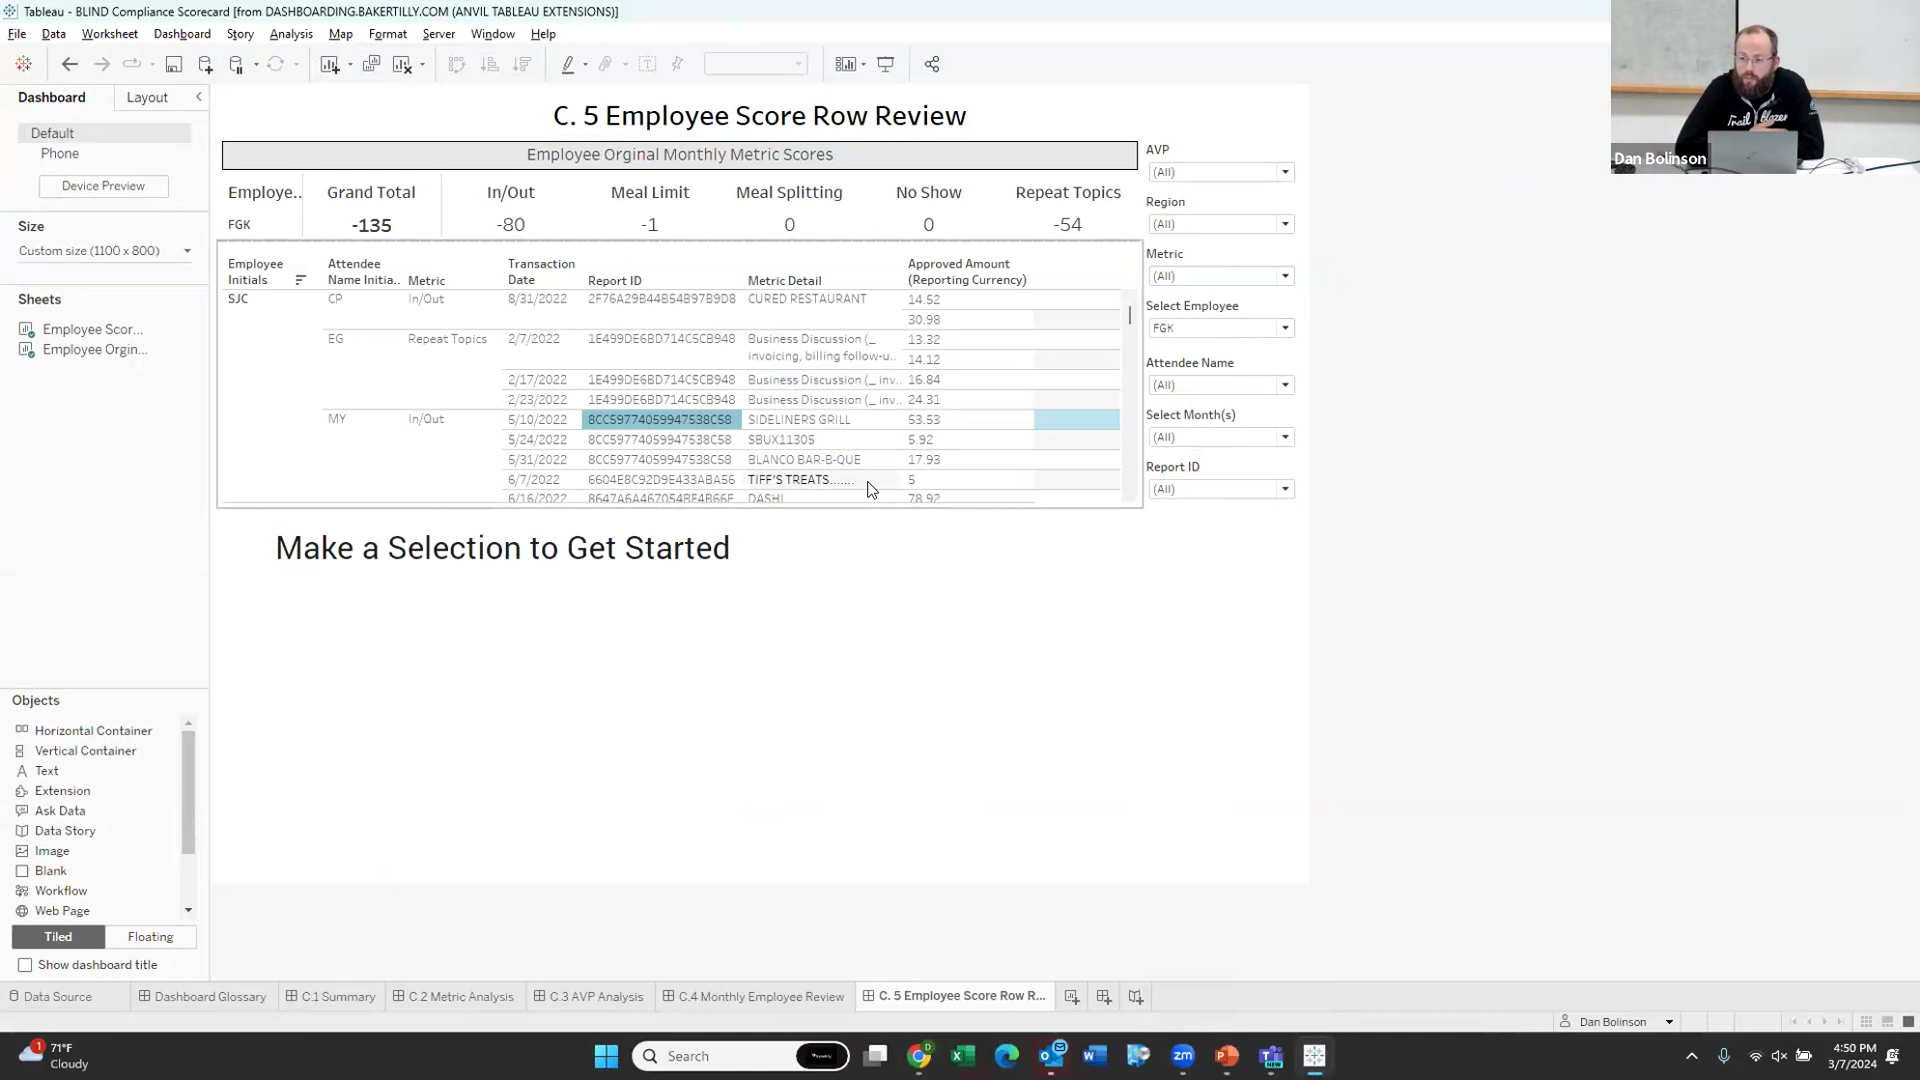 Tableau - BLIND Compliance Scorecard [from DASHBOARDING.BAKERTILLY.COM (ANVIL TABLEAU EXTENSIONS)]
File Data Worksheet Dashboard Story Analysis Map Format Server Window Help
Dashboard Layout
Default
Phone
Device Preview
Size
Custom size (1100 x 800)
Sheets
Employee Scor...
Employee Orgin...
Objects
Horizontal Container
Vertical Container
Text
Extension
Ask Data
Data Story
Image
Blank
Workflow
Web Page
Tiled Floating
Show dashboard title
C. 5 Employee Score Row Review
Employee Orginal Monthly Metric Scores
Employe.. Grand Total In/Out Meal Limit Meal Splitting No Show Repeat Topics
FGK -135 -80 -1 0 0 -54
Employee Initials Attendee Name Initia.. Metric Transaction Date Report ID Metric Detail Approved Amount (Reporting Currency)
SJC CP In/Out 8/31/2022 2F76A29B44B54B97B9D8 CURED RESTAURANT 14.52
30.98
EG Repeat Topics 2/7/2022 1E499DE6BD714C5CB948 Business Discussion (_ invoicing, billing follow-u.. 13.32
14.12
2/17/2022 1E499DE6BD714C5CB948 Business Discussion (_ inv.. 16.84
2/23/2022 1E499DE6BD714C5CB948 Business Discussion (_ inv.. 24.31
MY In/Out 5/10/2022 8CC59774059947538C58 SIDELINERS GRILL 53.53
5/24/2022 8CC59774059947538C58 SBUX11305 5.92
5/31/2022 8CC59774059947538C58 BLANCO BAR-B-QUE 17.93
6/7/2022 6604E8C92D9E433ABA56 TIFF'S TREATS....... 5
6/16/2022 8647A6A467054BE4B66E DASHI 78.92
Make a Selection to Get Started
AVP
(All)
Region
(All)
Metric
(All)
Select Employee
FGK
Attendee Name
(All)
Select Month(s)
(All)
Report ID
(All)
Trail blazer
Dan Bolinson
Data Source Dashboard Glossary C.1 Summary C.2 Metric Analysis C.3 AVP Analysis C.4 Monthly Employee Review C. 5 Employee Score Row R...
Dan Bolinson
1
71°F
Cloudy
Search
4:50 PM
3/7/2024